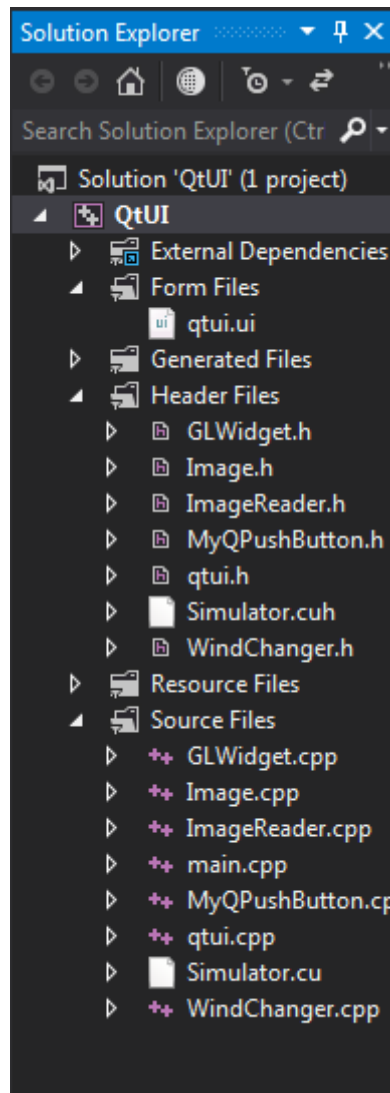 Solution Explorer
Search Solution Explorer (Ctr
Solution 'QtUI' (1 project)
QtUI
External Dependencies
Form Files
ui qtui.ui
Generated Files
Header Files
GLWidget.h
Image.h
ImageReader.h
MyQPushButton.h
qtui.h
Simulator.cuh
WindChanger.h
Resource Files
Source Files
GLWidget.cpp
Image.cpp
ImageReader.cpp
main.cpp
MyQPushButton.cp
qtui.cpp
Simulator.cu
WindChanger.cpp